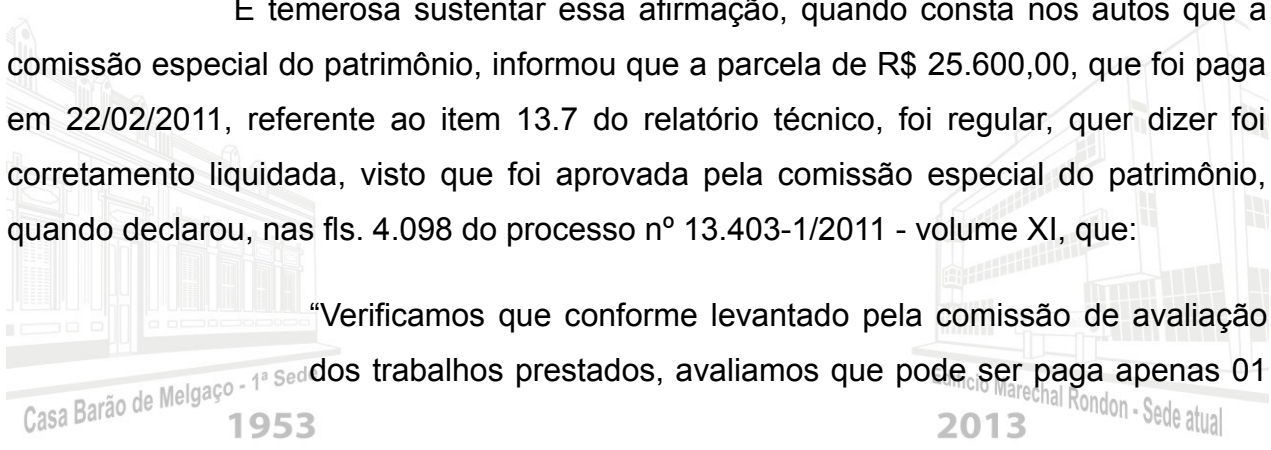 É temerosa sustentar essa afirmação, quando consta nos autos que a
comissão especial do patrimônio, informou que a parcela de R$ 25.600,00, que foi paga
em 22/02/2011, referente ao item 13.7 do relatório técnico, foi regular, quer dizer foi
corretamento liquidada, visto que foi aprovada pela comissão especial do patrimônio,
quando declarou, nas fls. 4.098 do processo nº 13.403-1/2011 - volume XI, que:
“Verificamos que conforme levantado pela comissão de avaliação
dos trabalhos prestados, avaliamos que pode ser paga apenas 01
Casa Barão de Melgaço - 1ª Sede
1953
Edifício Marechal Rondon - Sede atual
2013